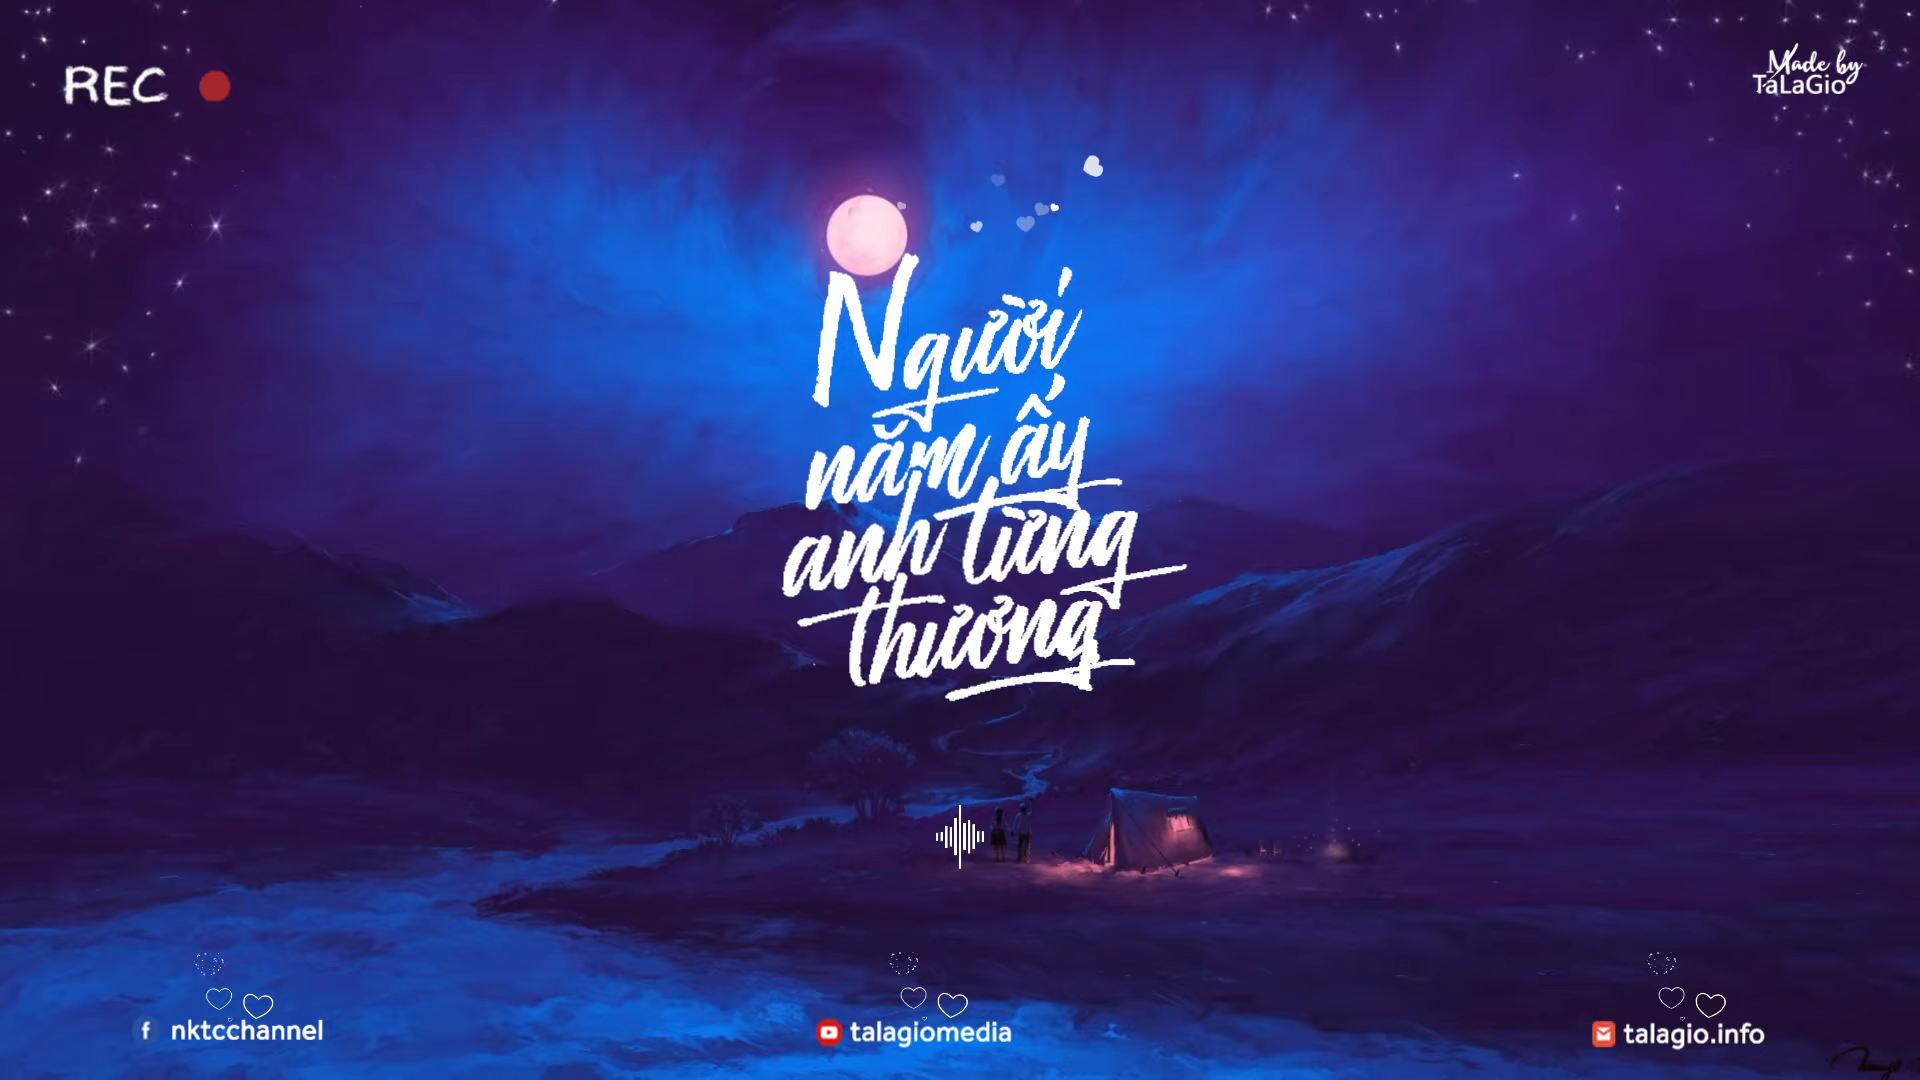 REC
Made by
TaLaGio
Người
năm ấy
anh từng
thương
nktcchannel
talagiomedia
talagio.info